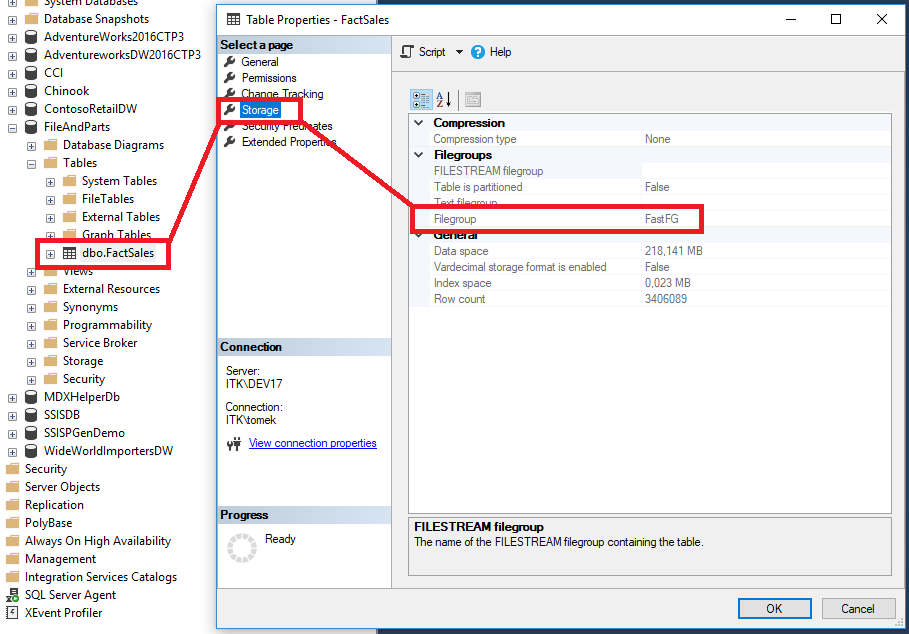 System Databases
Database Snapshots
AdventureWorks2016CTP3
AdventureworksDW2016CTP3
CCI
Chinook
ContosoRetailDW
FileAndParts
Database Diagrams
Tables
System Tables
FileTables
External Tables
Graph Tables
dbo.FactSales
Views
External Resources
Synonyms
Programmability
Service Broker
Storage
Security
MDXHelperDb
SSISDB
SSISPGenDemo
WideWorldImportersDW
Security
Server Objects
Replication
PolyBase
Always On High Availability
Management
Integration Services Catalogs
SQL Server Agent
XEvent Profiler
Table Properties - FactSales
Select a page
General
Permissions
Change Tracking
Storage
Security Predicates
Extended Properties
Connection
Server:
ITK\DEV17
Connection:
ITK\tomek
View connection properties
Progress
Ready
Script Help
Compression
Compression type None
Filegroups
FILESTREAM filegroup
Table is partitioned False
Text filegroup
Filegroup FastFG
General
Data space 218,141 MB
Vardecimal storage format is enabled False
Index space 0,023 MB
Row count 3406089
FILESTREAM filegroup
The name of the FILESTREAM filegroup containing the table.
OK Cancel